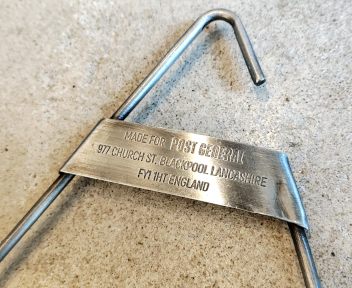 MADE FOR POST GENERAL
977 CHURCH ST. BLACKPOOL LANCASHIRE
FY1 1HT ENGLAND